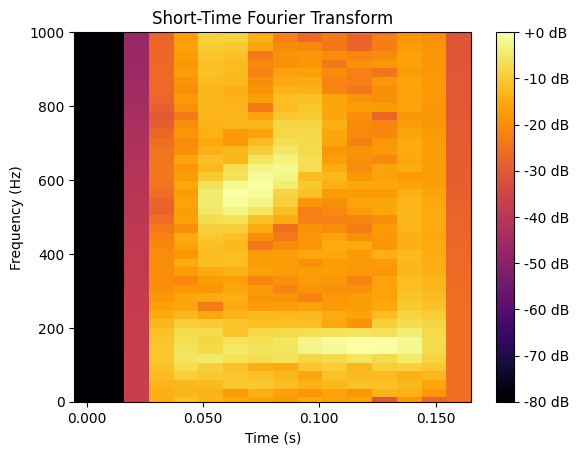 Short-Time Fourier Transform
1000
800
600
400
200
0
Frequency (Hz)
0.000
0.050
0.100
0.150
Time (s)
+0 dB
-10 dB
-20 dB
-30 dB
-40 dB
-50 dB
-60 dB
-70 dB
-80 dB